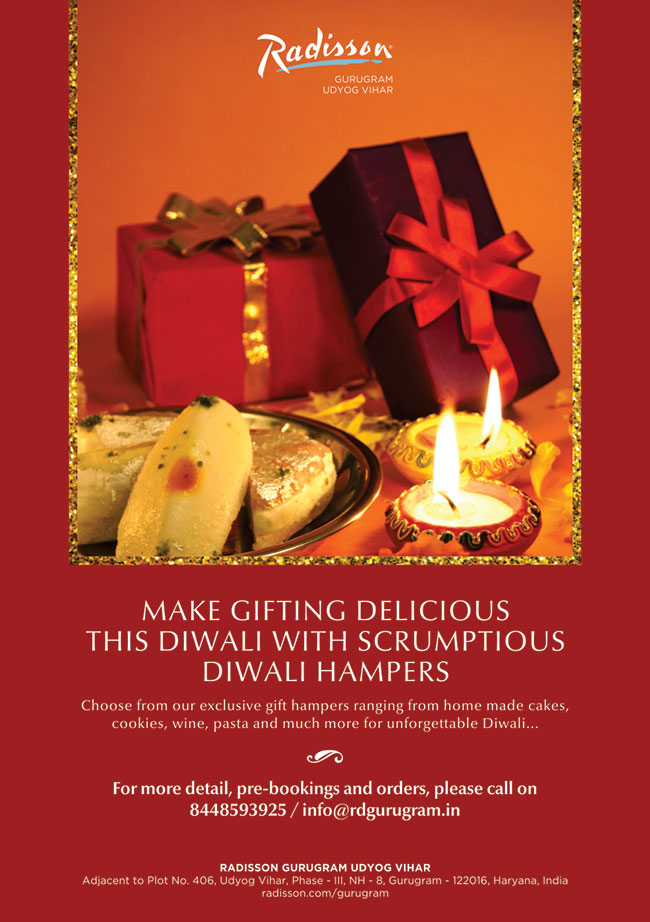 Radisson
GURUGRAM
UDYOG VIHAR
MAKE GIFTING DELICIOUS
THIS DIWALI WITH SCRUMPTIOUS
DIWALI HAMPERS
Choose from our exclusive gift hampers ranging from home made cakes,
cookies, wine, pasta and much more for unforgettable Diwali...
For more detail, pre-bookings and orders, please call on
8448593925 / info@rdgurugram.in
RADISSON GURUGRAM UDYOG VIHAR
Adjacent to Plot No. 406, Udyog Vihar, Phase - III, NH - 8, Gurugram - 122016, Haryana, India
radisson.com/gurugram